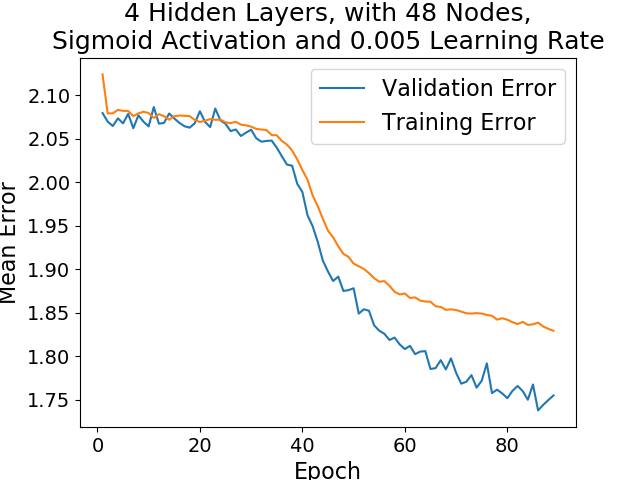 4 Hidden Layers, with 48 Nodes,
Sigmoid Activation and 0.005 Learning Rate
Validation Error
Training Error
2.10
2.05
2.00
1.95
1.90
1.85
1.80
1.75
Mean Error
0 20 40 60 80
Epoch